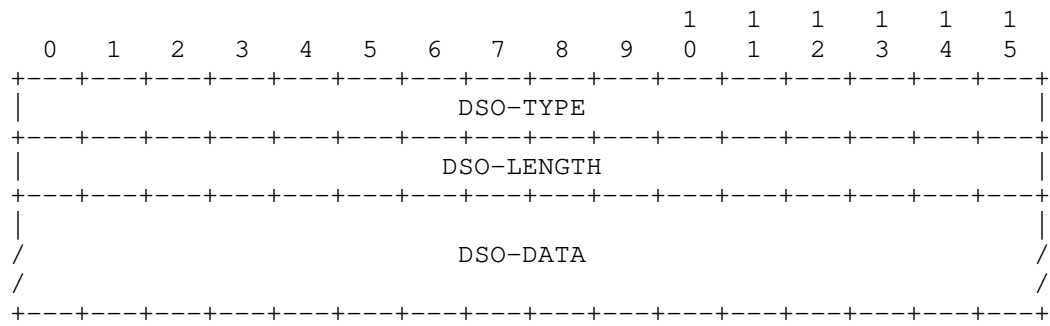 1   1   1   1   1   1
      0   1   2   3   4   5   6   7   8   9   0   1   2   3   4   5
    +---+---+---+---+---+---+---+---+---+---+---+---+---+---+---+---+
    |                           DSO-TYPE                            |
    +---+---+---+---+---+---+---+---+---+---+---+---+---+---+---+---+
    |                          DSO-LENGTH                           |
    +---+---+---+---+---+---+---+---+---+---+---+---+---+---+---+---+
    |                                                               |
    /                           DSO-DATA                            /
    /                                                               /
    +---+---+---+---+---+---+---+---+---+---+---+---+---+---+---+---+